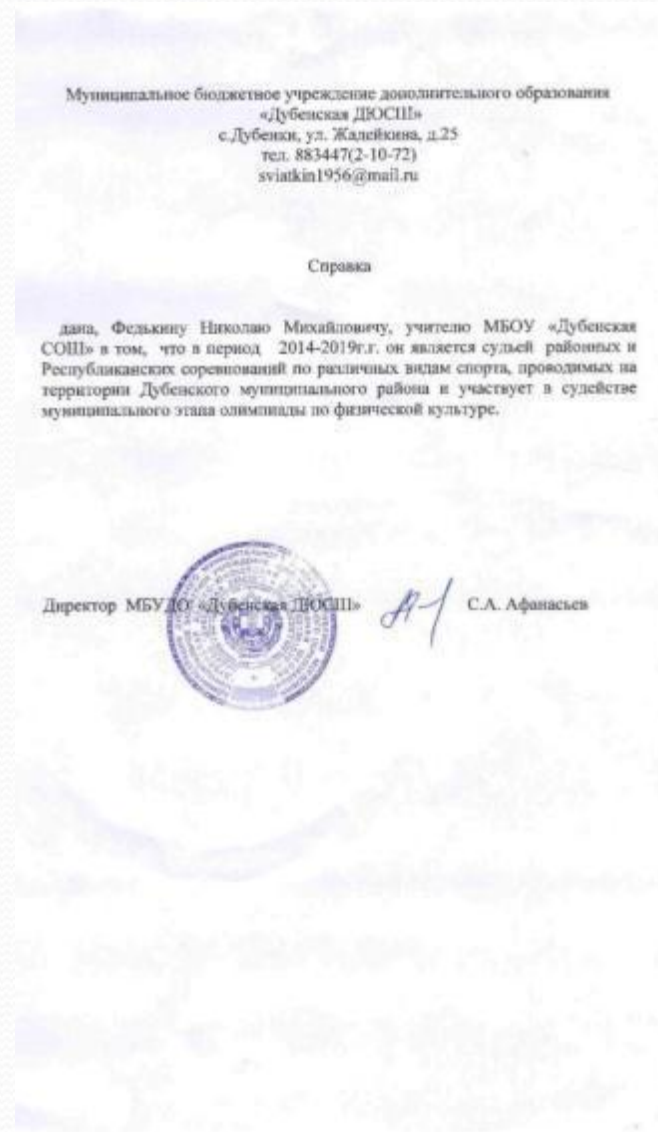 Муниципальное бюджетное учреждение дополнительного образования
«Дубенская ДЮСШ»
с.Дубенки, ул. Жалейкина, д.25
тел. 883447(2-10-72)
sviatkin1956@mail.ru
Справка
дана, Федькину Николаю Михайловичу, учителю МБОУ «Дубенская
СОШ» в том, что в период 2014-2019г.г. он является судьей районных и
Республиканских соревнований по различных видам спорта, проводимых на
территории Дубенского муниципального района и участвует в судействе
муниципального этапа олимпиады по физической культуре.
Директор МБУДО «Дубенская ДЮСШ» С.А. Афанасьев